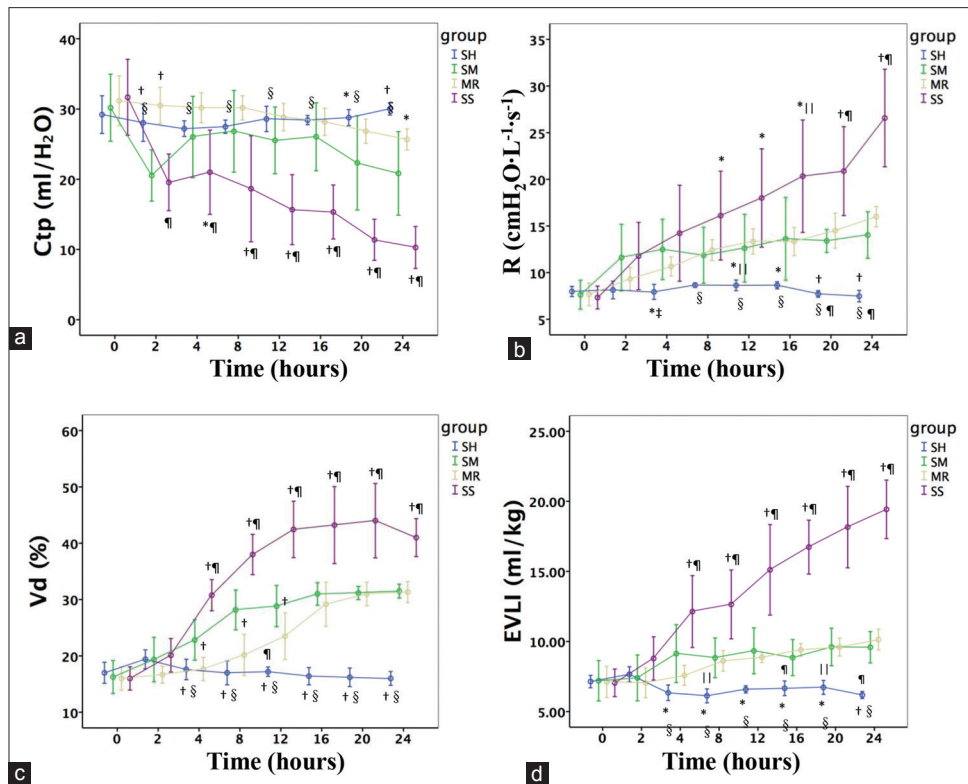 40
30
20
10
0
Ctp (ml/H₂O)
group
SH
SM
MR
SS
† † § § § § § * § † § *
¶ *¶ †¶ †¶ †¶ †¶ †¶
0 2 4 8 12 16 20 24
Time (hours)
a
35
30
25
20
15
10
5
R (cmH₂O·L⁻¹·s⁻¹)
group
SH
SM
MR
SS
†¶
*|| †¶
* *
*|| * † †
*‡ § § § § ¶ § ¶
0 2 4 8 9 12 16 20 24
Time (hours)
b
60
50
40
30
20
10
Vd (%)
group
SH
SM
MR
SS
†¶ †¶ †¶ †¶ †¶ †¶
† † † ¶
† § † § † § † § † § † §
0 2 4 8 12 16 20 24
Time (hours)
c
25.00
20.00
15.00
10.00
5.00
EVLI (ml/kg)
group
SH
SM
MR
SS
†¶ †¶ †¶ †¶ †¶ †¶
|| ¶ || ¶
* * * * * † §
§ § § § §
0 2 4 8 12 16 20 24
Time (hours)
d